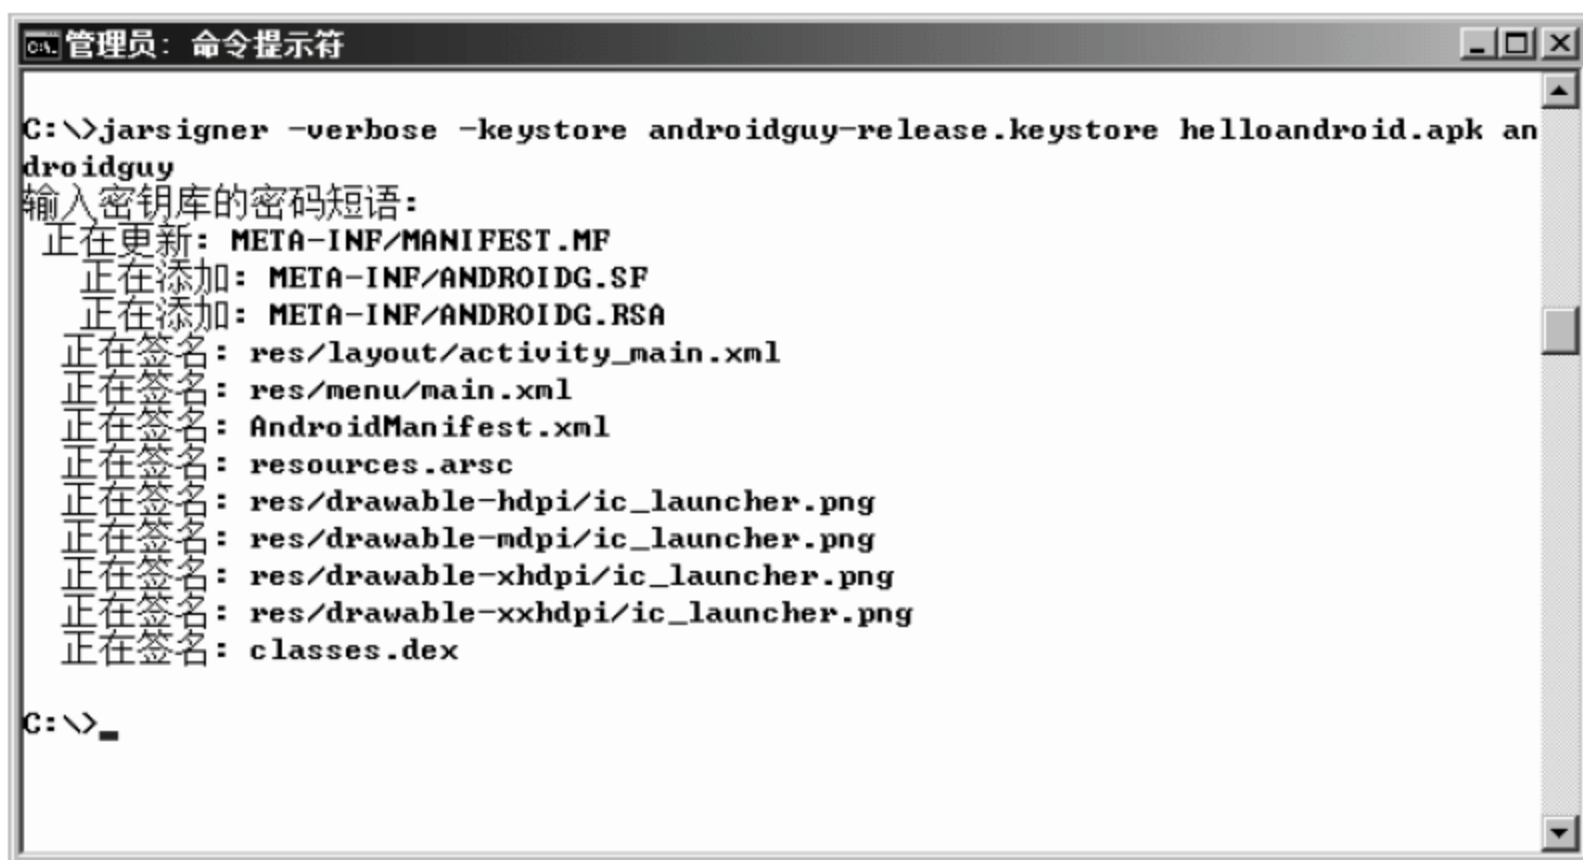 管理员: 命令提示符
C:\>jarsigner -verbose -keystore androidguy-release.keystore helloandroid.apk an
droidguy
输入密钥库的密码短语:
正在更新: META-INF/MANIFEST.MF
正在添加: META-INF/ANDROIDG.SF
正在添加: META-INF/ANDROIDG.RSA
正在签名: res/layout/activity_main.xml
正在签名: res/menu/main.xml
正在签名: AndroidManifest.xml
正在签名: resources.arsc
正在签名: res/drawable-hdpi/ic_launcher.png
正在签名: res/drawable-mdpi/ic_launcher.png
正在签名: res/drawable-xhdpi/ic_launcher.png
正在签名: res/drawable-xxhdpi/ic_launcher.png
正在签名: classes.dex
C:\>